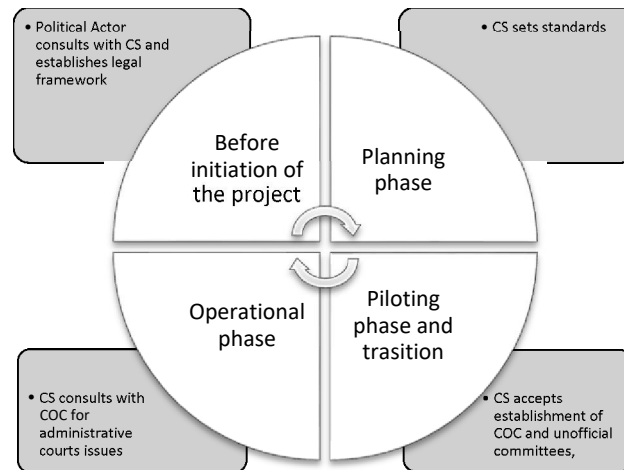 • Political Actor
consults with CS and
establishes legal
framework
• CS sets standards
Before
initiation of
the project
Planning
phase
Operational
phase
Piloting
phase and
trasition
• CS consults with
COC for
administrative
courts issues
• CS accepts
establishment of
COC and unofficial
committees,